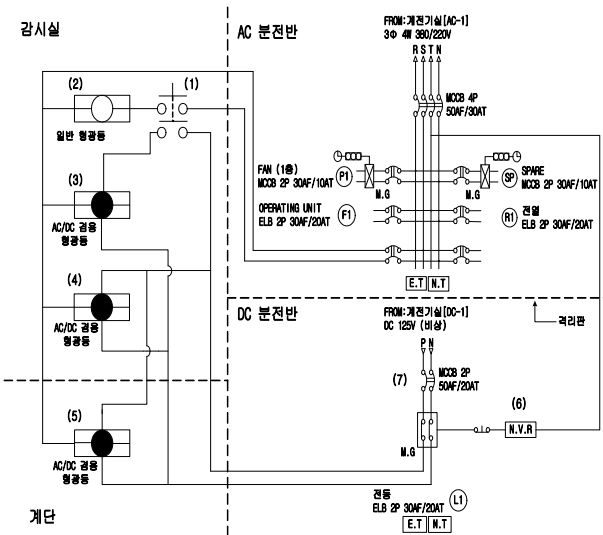 감시실
AC 분전반
FROM:계전기실[AC-1]
3Φ 4W 380/220V
R S T N
(2)
(1)
MCCB 4P
50AF/30AT
일반 형광등
(3)
FAN (1층)
MCCB 2P 30AF/10AT
P1
M.G
M.G
SP
SPARE
MCCB 2P 30AF/10AT
OPERATING UNIT
ELB 2P 30AF/20AT
F1
R1
전열
ELB 2P 30AF/20AT
AC/DC 겸용
형광등
(4)
E.T
N.T
DC 분전반
FROM:계전기실[DC-1]
DC 125V (비상)
격리판
AC/DC 겸용
형광등
P N
(7)
MCCB 2P
50AF/20AT
(5)
(6)
N.V.R
M.G
AC/DC 겸용
형광등
전등
ELB 2P 30AF/20AT
L1
계단
E.T
N.T